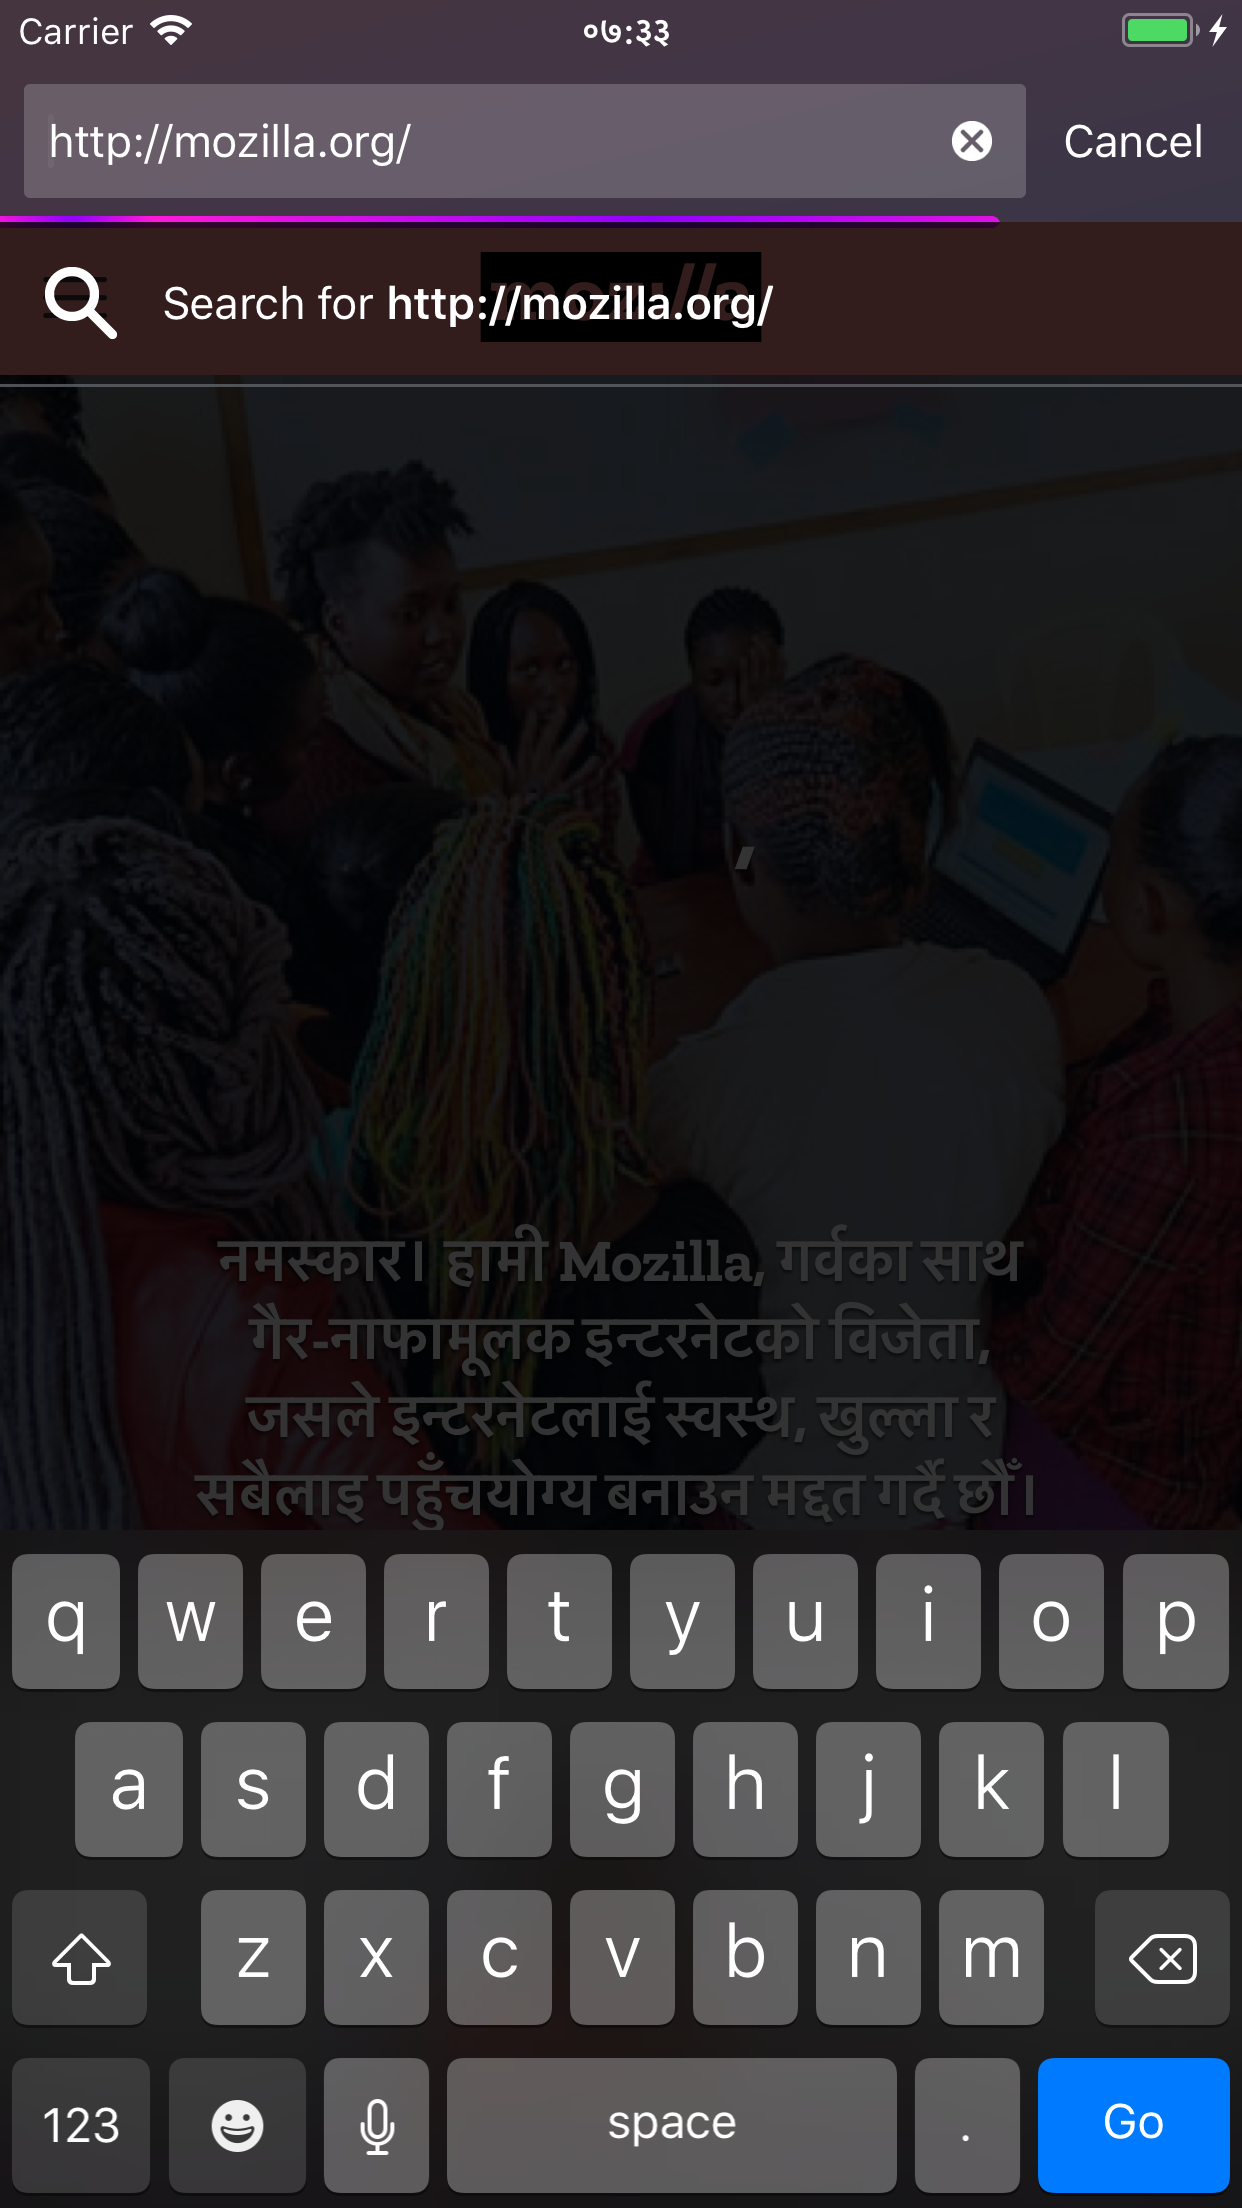 Carrier ०७:३३
http://mozilla.org/ Cancel
Search for http://mozilla.org/
नमस्कार। हामी Mozilla, गर्वका साथ
गैर-नाफामूलक इन्टरनेटको विजेता,
जसले इन्टरनेटलाई स्वस्थ, खुल्ला र
सबैलाइ पहुँचयोग्य बनाउन मद्दत गर्दै छौँ।
q w e r t y u i o p
a s d f g h j k l
z x c v b n m
123 space . Go